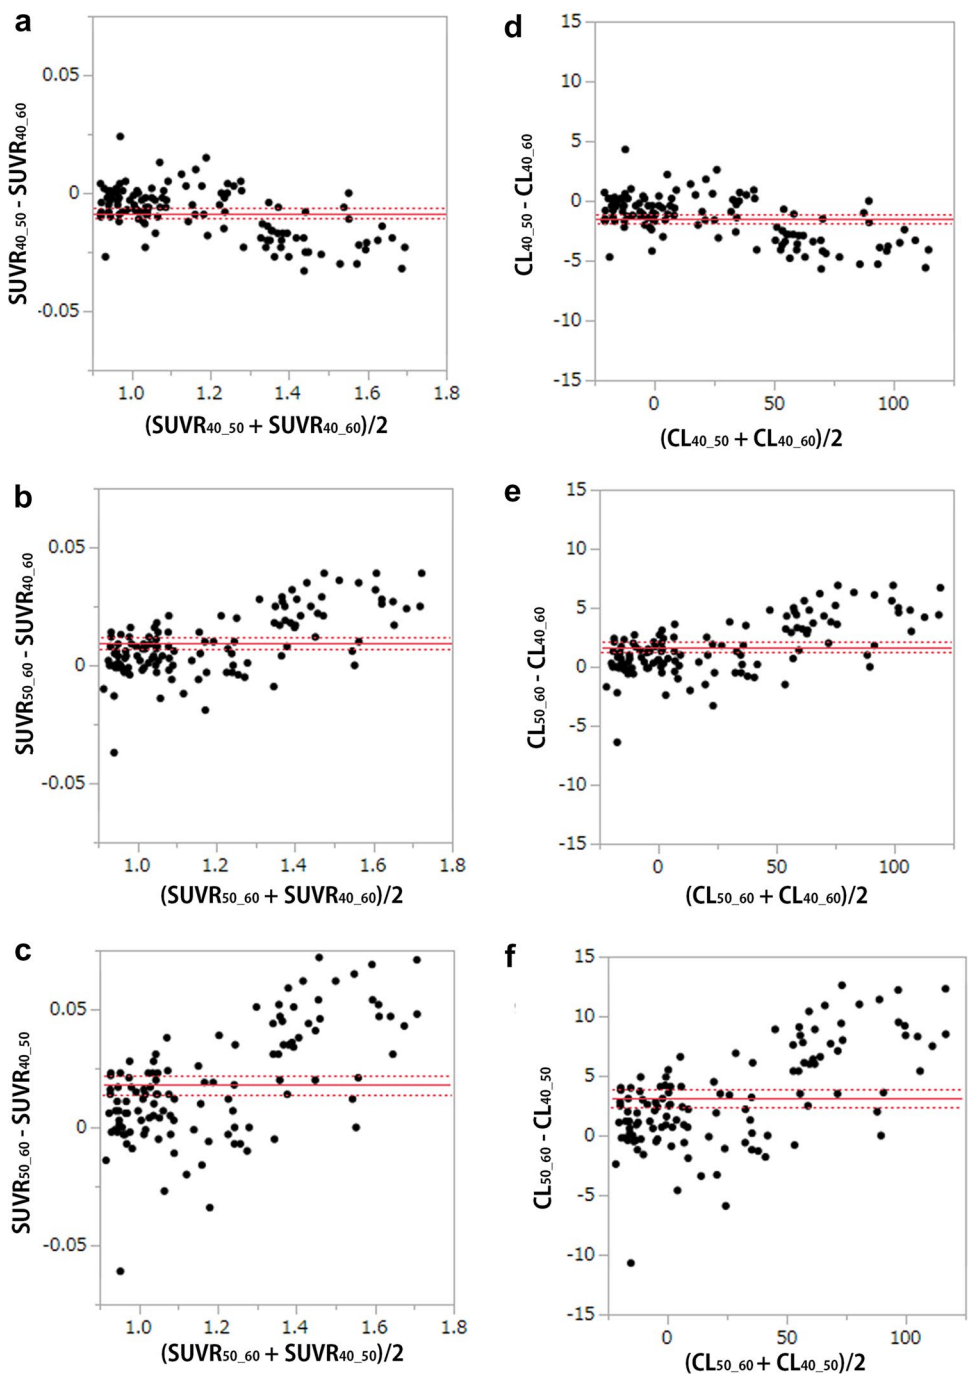 a
SUVR40_50 - SUVR40_60
0.05
0
-0.05
1.0 1.2 1.4 1.6 1.8
(SUVR40_50 + SUVR40_60)/2
d
CL40_50 - CL40_60
15
10
5
0
-5
-10
-15
0 50 100
(CL40_50 + CL40_60)/2
b
SUVR50_60 - SUVR40_60
0.05
0
-0.05
1.0 1.2 1.4 1.6 1.8
(SUVR50_60 + SUVR40_60)/2
e
CL50_60 - CL40_60
15
10
5
0
-5
-10
-15
0 50 100
(CL50_60 + CL40_60)/2
c
SUVR50_60 - SUVR40_50
0.05
0
-0.05
1.0 1.2 1.4 1.6 1.8
(SUVR50_60 + SUVR40_50)/2
f
CL50_60 - CL40_50
15
10
5
0
-5
-10
-15
0 50 100
(CL50_60 + CL40_50)/2